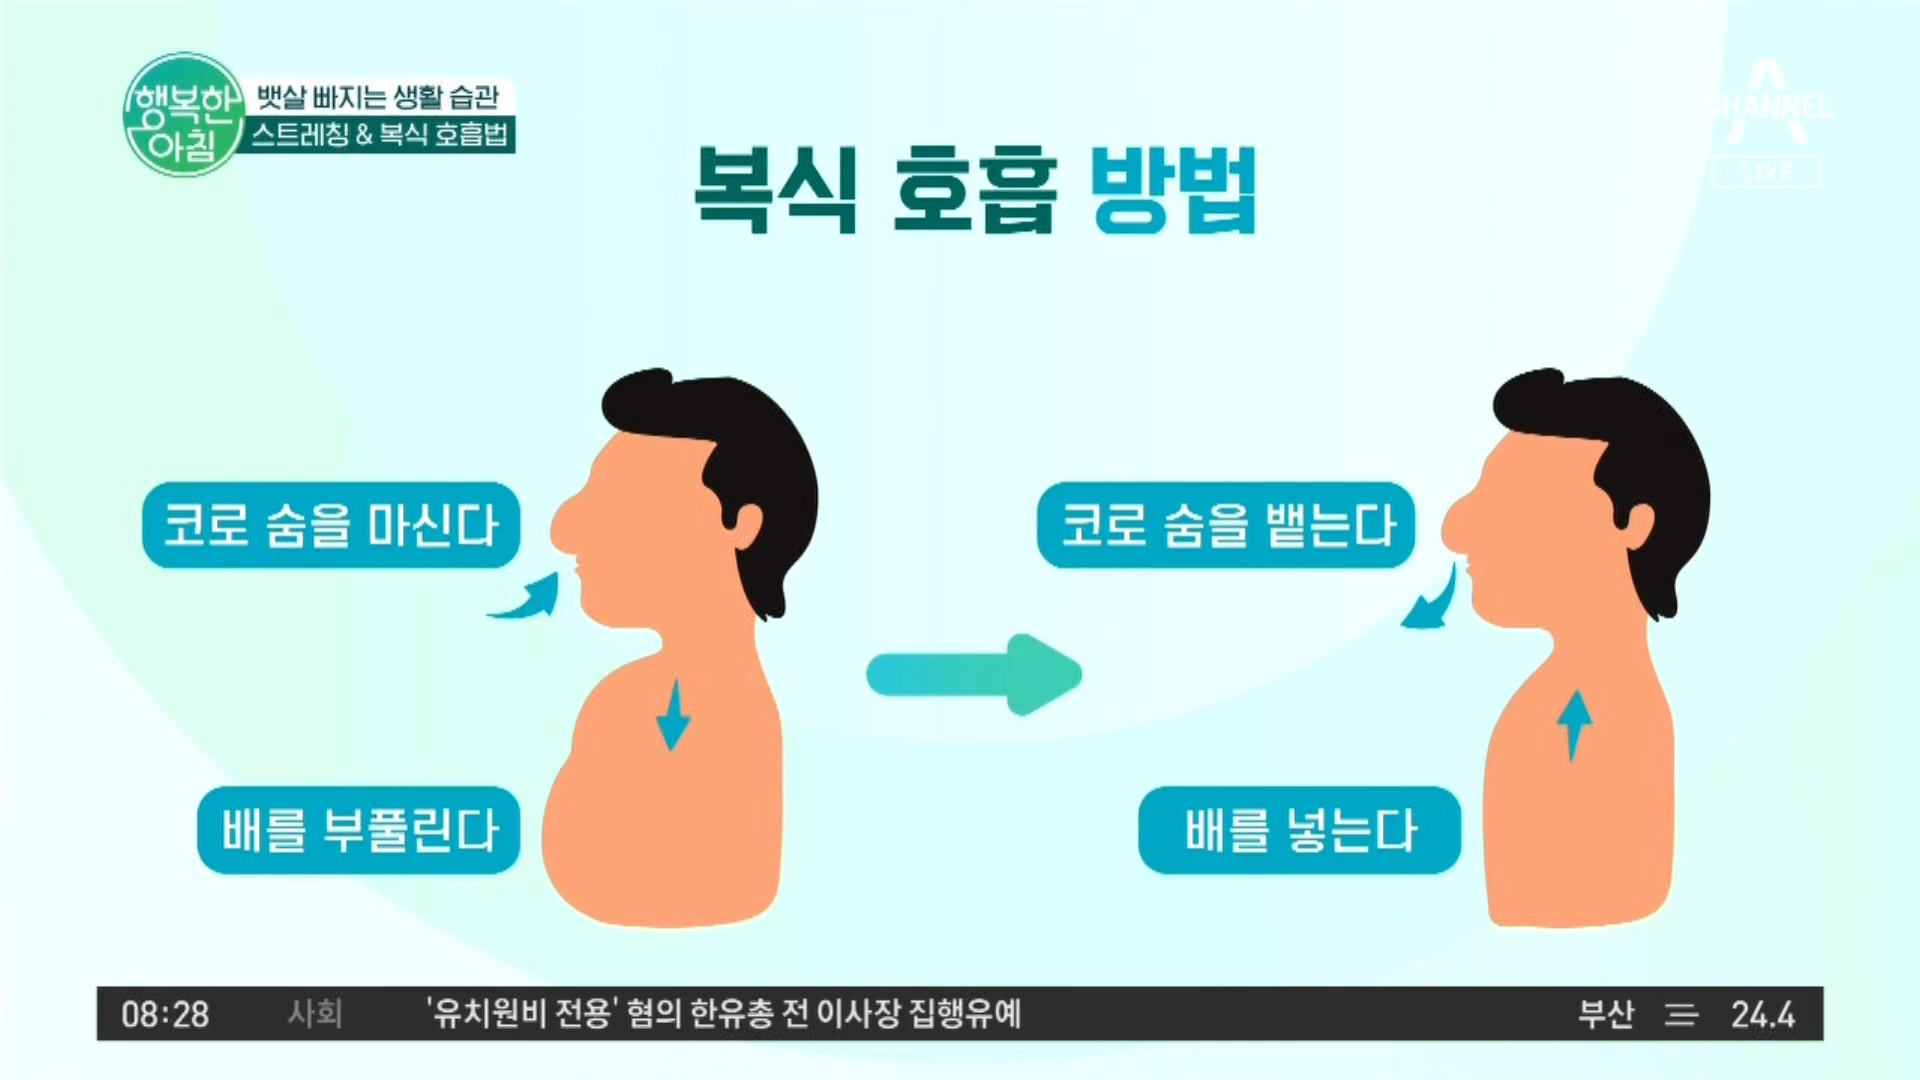 행복한
아침
뱃살 빠지는 생활 습관
스트레칭 & 복식 호흡법
CHANNEL A
LIVE
복식 호흡 방법
코로 숨을 마신다
코로 숨을 뱉는다
배를 부풀린다
배를 넣는다
08:28 사회 '유치원비 전용' 혐의 한유총 전 이사장 집행유예 부산 24.4